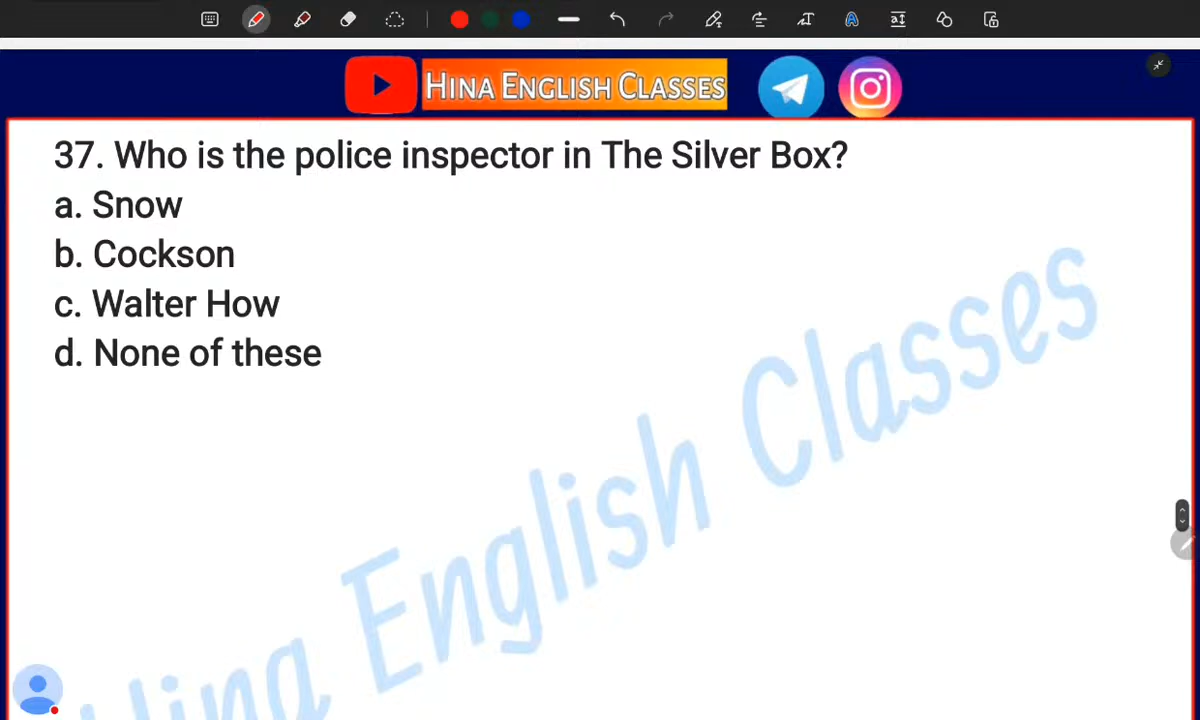 HINA ENGLISH CLASSES
37. Who is the police inspector in The Silver Box?
a. Snow
b. Cockson
c. Walter How
d. None of these
Hina English Classes